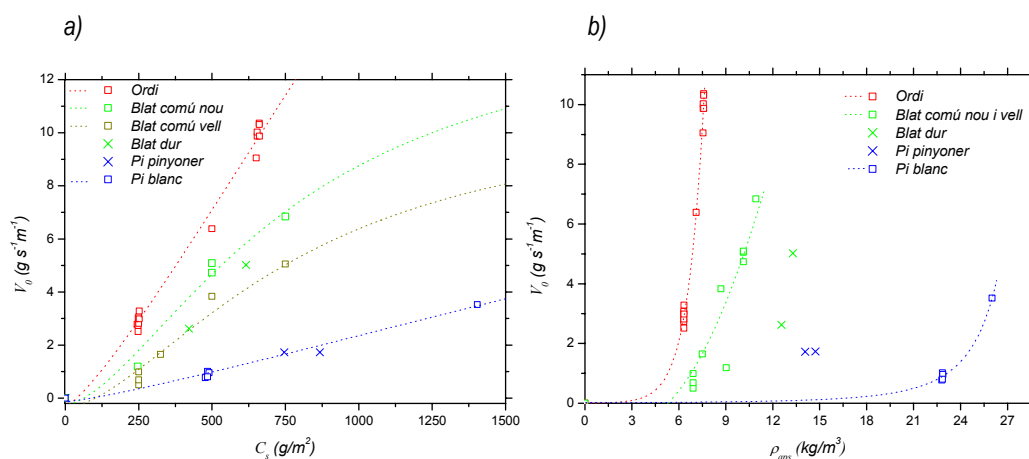 a)
12
10
8
6
4
2
0
V0 (g s-1m-1)
Ordi
Blat comú nou
Blat comú vell
Blat dur
Pi pinyoner
Pi blanc
0 250 500 750 1000 1250 1500
Cs (g/m2)
b)
10
8
6
4
2
0
V0 (g s-1m-1)
Ordi
Blat comú nou i vell
Blat dur
Pi pinyoner
Pi blanc
0 3 6 9 12 15 18 21 24 27
ρaps (kg/m3)